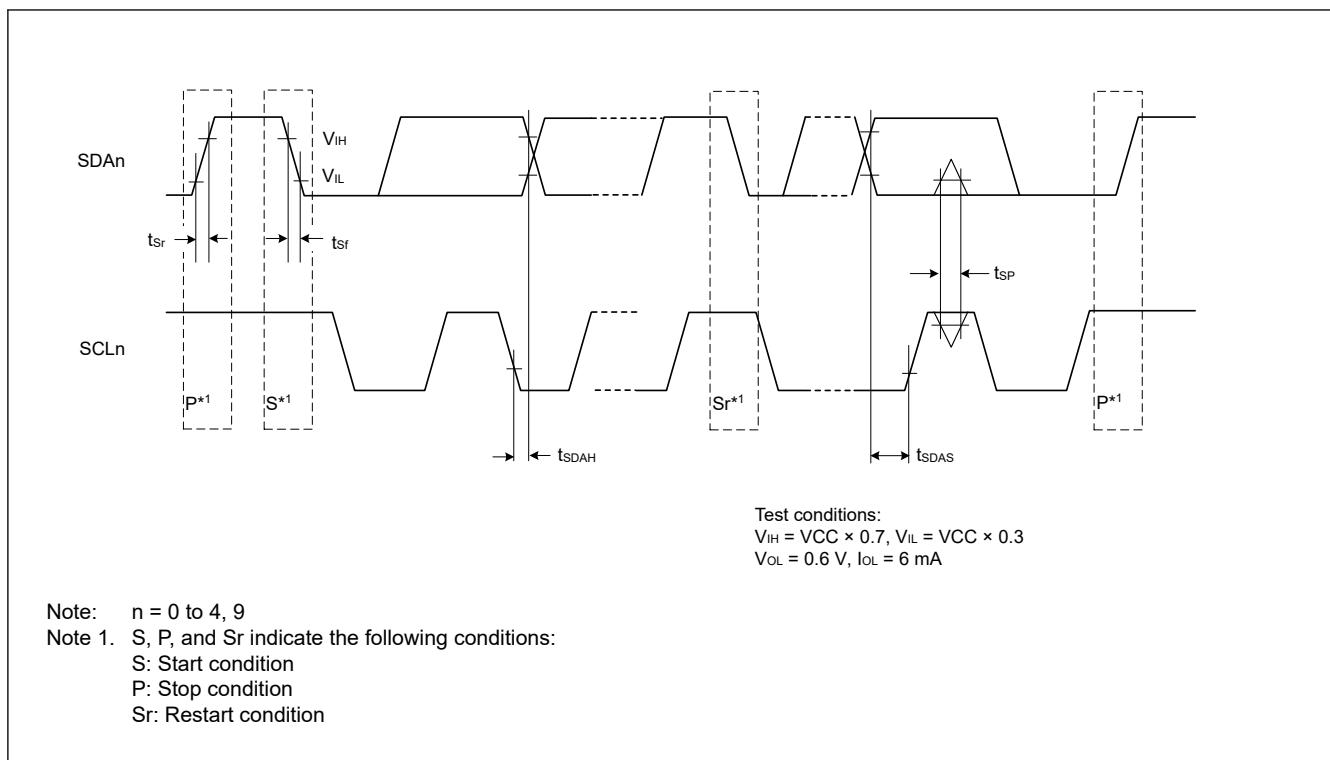 SDAn
VIH
VIL
tSr
tSf
tSP
SCLn
P*1
S*1
Sr*1
P*1
tSDAH
tSDAS
Test conditions:
VIH = VCC × 0.7, VIL = VCC × 0.3
VOL = 0.6 V, IOL = 6 mA
Note: n = 0 to 4, 9
Note 1. S, P, and Sr indicate the following conditions:
S: Start condition
P: Stop condition
Sr: Restart condition